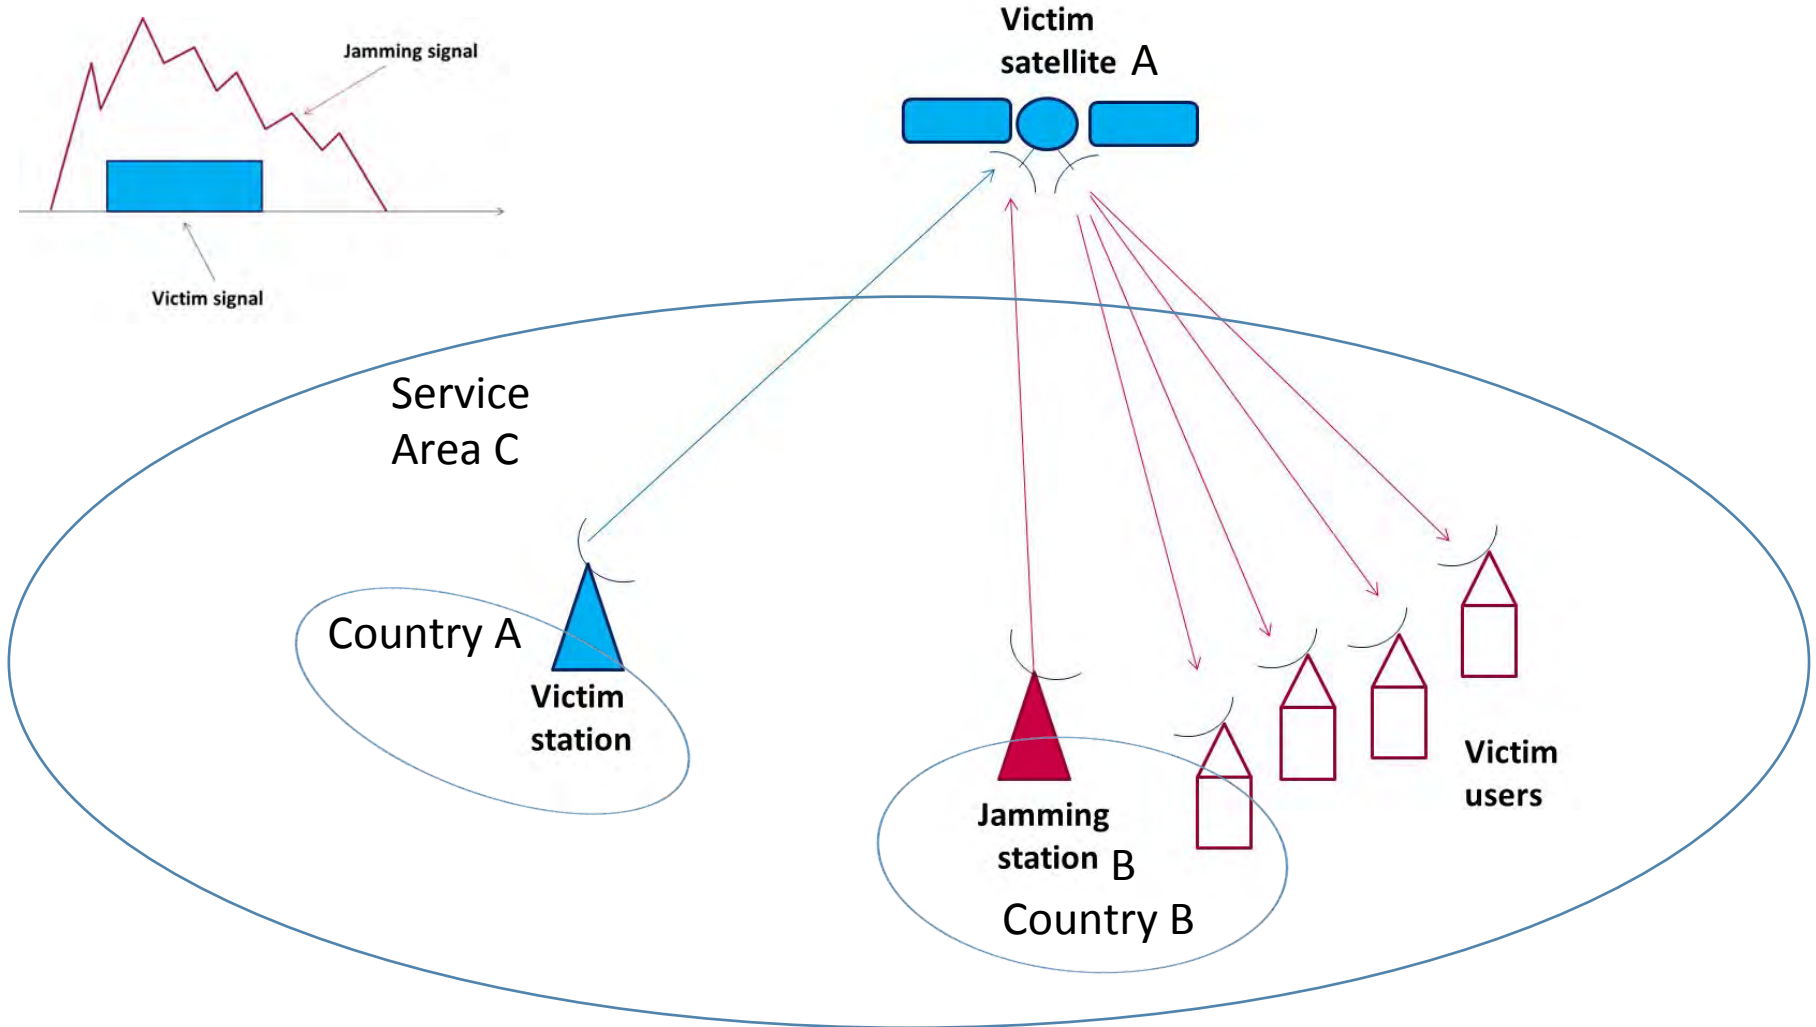 Jamming signal
Victim signal
Victim
satellite A
Service
Area C
Country A
Victim
station
Jamming
station B
Country B
Victim
users